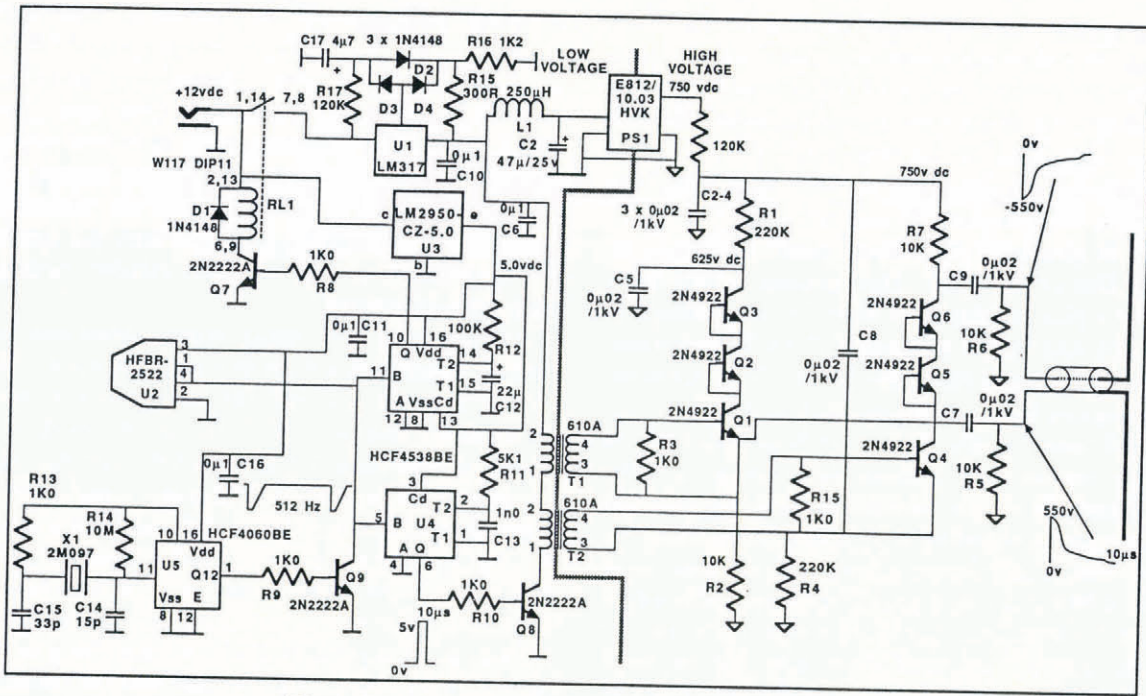 C17 4µ7
3 x 1N4148
R16 1K2
LOW
VOLTAGE
HIGH
VOLTAGE
750 vdc
E812/
10.03
HVK
PS1
+
D2
R15
300R
R17
120K
D3
D4
250µH
L1
+
C2
47µ/25v
120K
+12vdc
1,14
7,8
U1
LM317
0µ1
C10
W117 DIP11
2,13
RL1
D1
1N4148
6,9
c
LM2950-
CZ-5.0
U3
e
b
0µ1
C6
C2-4
3 x 0µ02
/1kV
R1
220K
750v dc
R7
10K
0v
-550v
2N2222A
Q7
1K0
R8
5.0vdc
625v dc
C5
0µ02
/1kV
2N4922
Q3
C9
0µ02
/1kV
2N4922
Q6
10K
R6
0µ1
C11
100K
R12
10
16
Q Vdd
T2
14
11
B
T1
15
+
22µ
C12
A
Vss
Cd
12
8
13
HFBR-
2522
U2
3
1
4
2
2N4922
Q2
C8
0µ02
/1kV
2N4922
Q5
C7
0µ02
/1kV
2N4922
Q1
2N4922
Q4
HCF4538BE
5K1
R11
2
1
610A
4
3
T1
R3
1K0
10K
R5
0µ1
C16
512 Hz
3
Cd
T2
2
1n0
C13
5
B
U4
T1
1
A
Q
4
6
2
1
610A
4
3
T2
R15
1K0
R13
1K0
R14
10M
HCF4060BE
X1
2M097
10
16
Vdd
11
U5
Q12
1
Vss
E
8
12
1K0
R9
Q9
2N2222A
C15
33p
C14
15p
10µs
5v
0v
1K0
R10
2N2222A
Q8
10K
R2
220K
R4
550v
10µs
0v